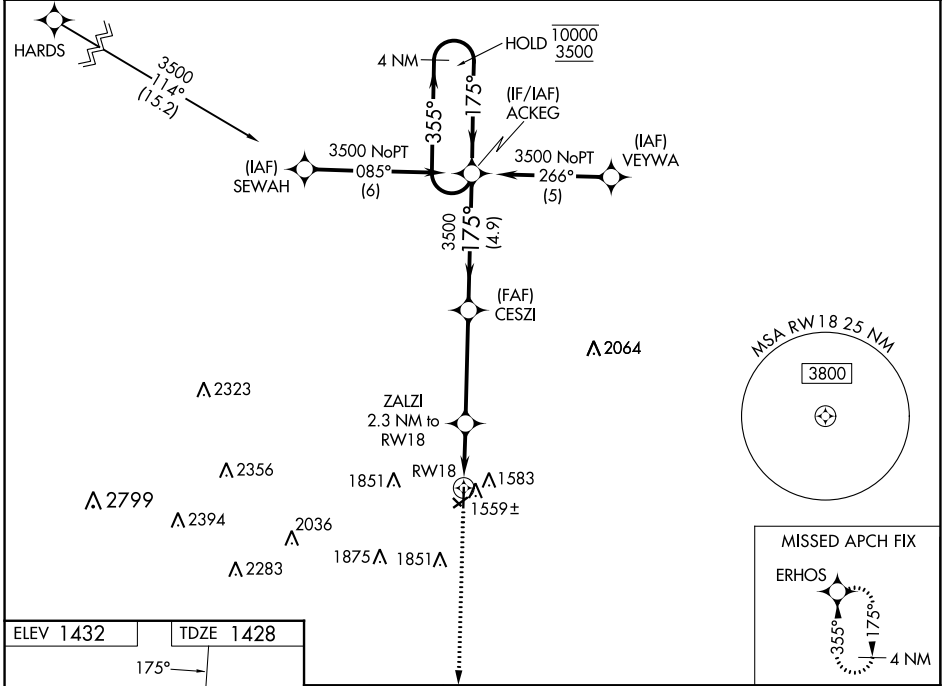 HARDS
3500
114°
(15.2)
4 NM
HOLD
10000
3500
355°
175°
(IF/IAF)
ACKEG
(IAF)
SEWAH
3500 NoPT
085°
(6)
3500 NoPT
266°
(5)
(IAF)
VEYWA
3500
175°
(4.9)
(FAF)
CESZI
2064
MSA RW18 25 NM
3800
2323
ZALZI
2.3 NM to
RW18
2356
1851
RW18
1583
2799
1559±
2394
2036
1875
1851
2283
MISSED APCH FIX
ERHOS
355°
175°
4 NM
ELEV 1432
TDZE 1428
175°